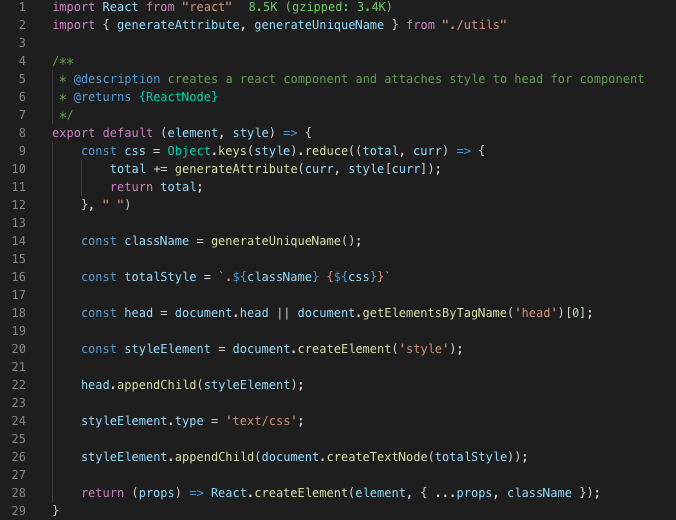 1 import React from "react" 8.5K (gzipped: 3.4K)
2 import { generateAttribute, generateUniqueName } from "./utils"
3
4 /**
5 * @description creates a react component and attaches style to head for component
6 * @returns {ReactNode}
7 */
8 export default (element, style) => {
9 const css = Object.keys(style).reduce((total, curr) => {
10 total += generateAttribute(curr, style[curr]);
11 return total;
12 }, " ")
13
14 const className = generateUniqueName();
15
16 const totalStyle = `.${className} {${css}}`
17
18 const head = document.head || document.getElementsByTagName('head')[0];
19
20 const styleElement = document.createElement('style');
21
22 head.appendChild(styleElement);
23
24 styleElement.type = 'text/css';
25
26 styleElement.appendChild(document.createTextNode(totalStyle));
27
28 return (props) => React.createElement(element, { ...props, className });
29 }